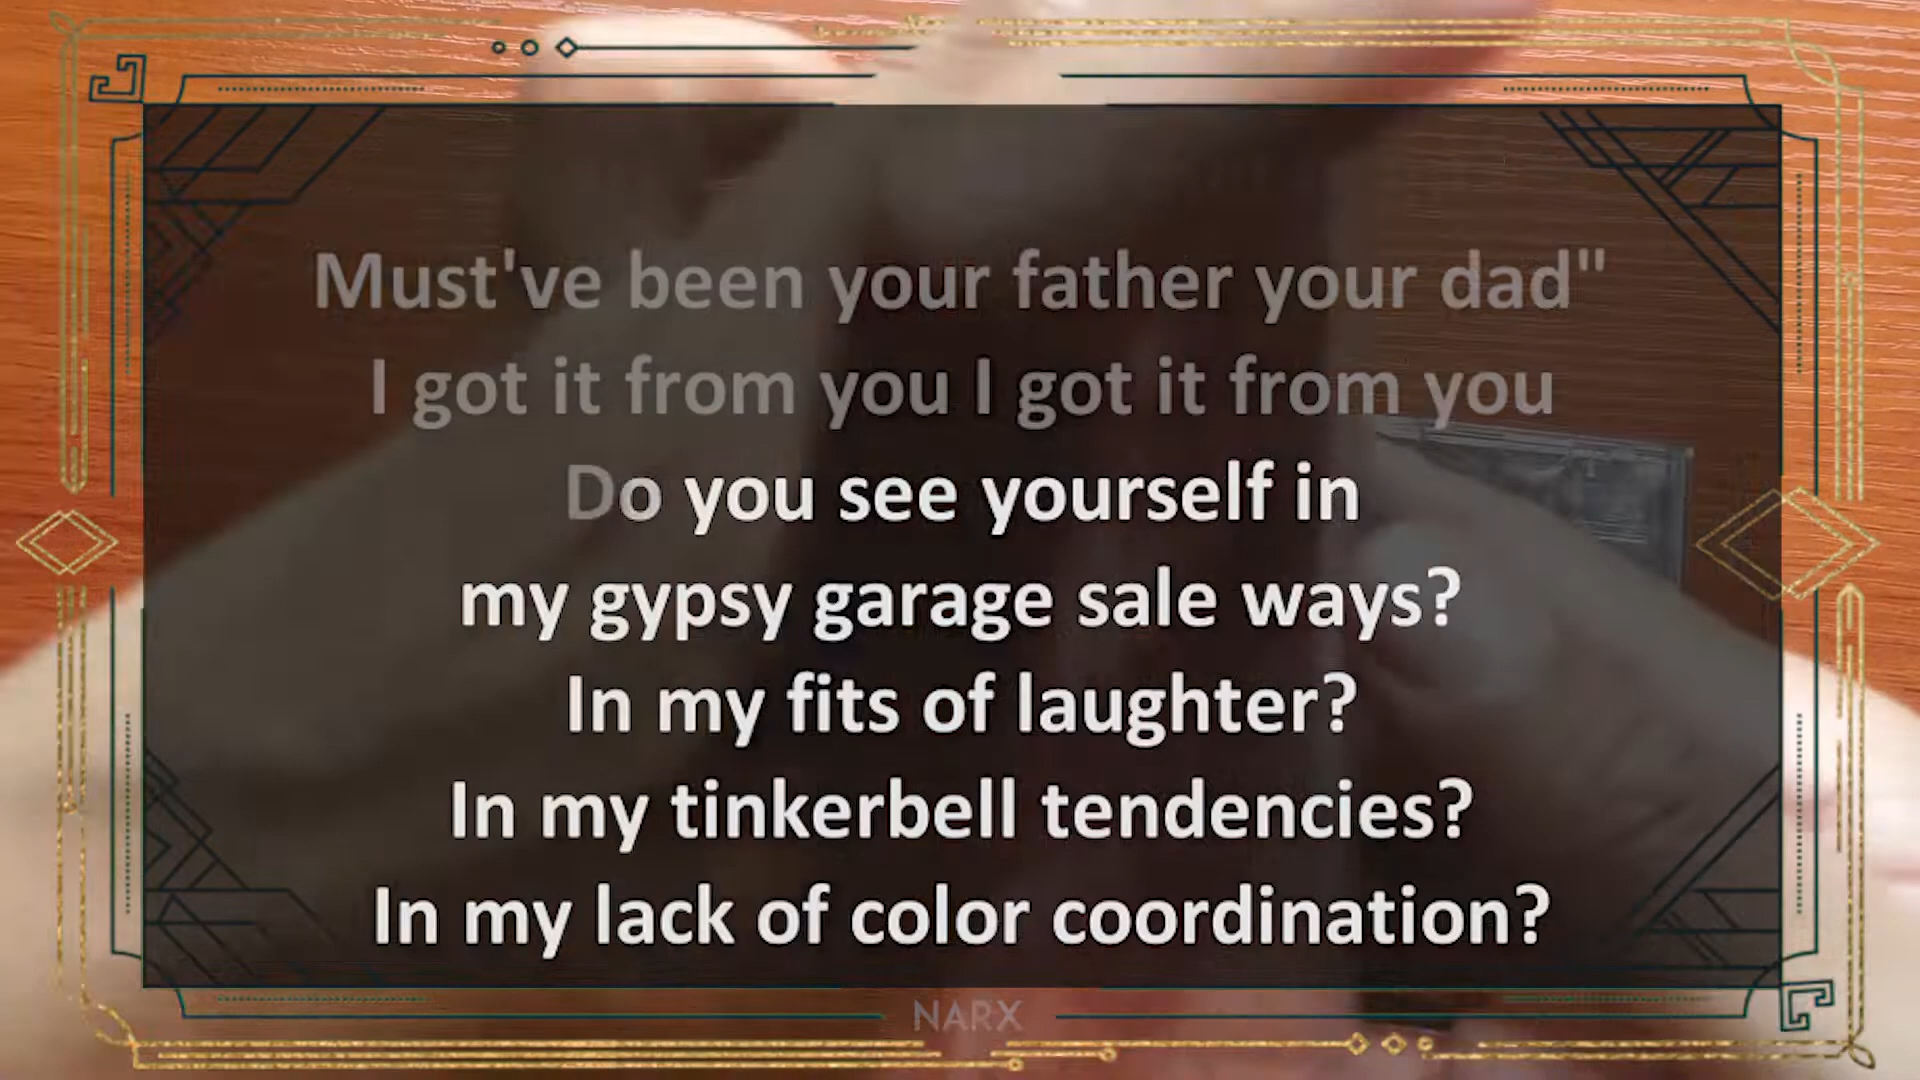 Must've been your father your dad"
I got it from you I got it from you
Do you see yourself in
my gypsy garage sale ways?
In my fits of laughter?
In my tinkerbell tendencies?
In my lack of color coordination?
NARX